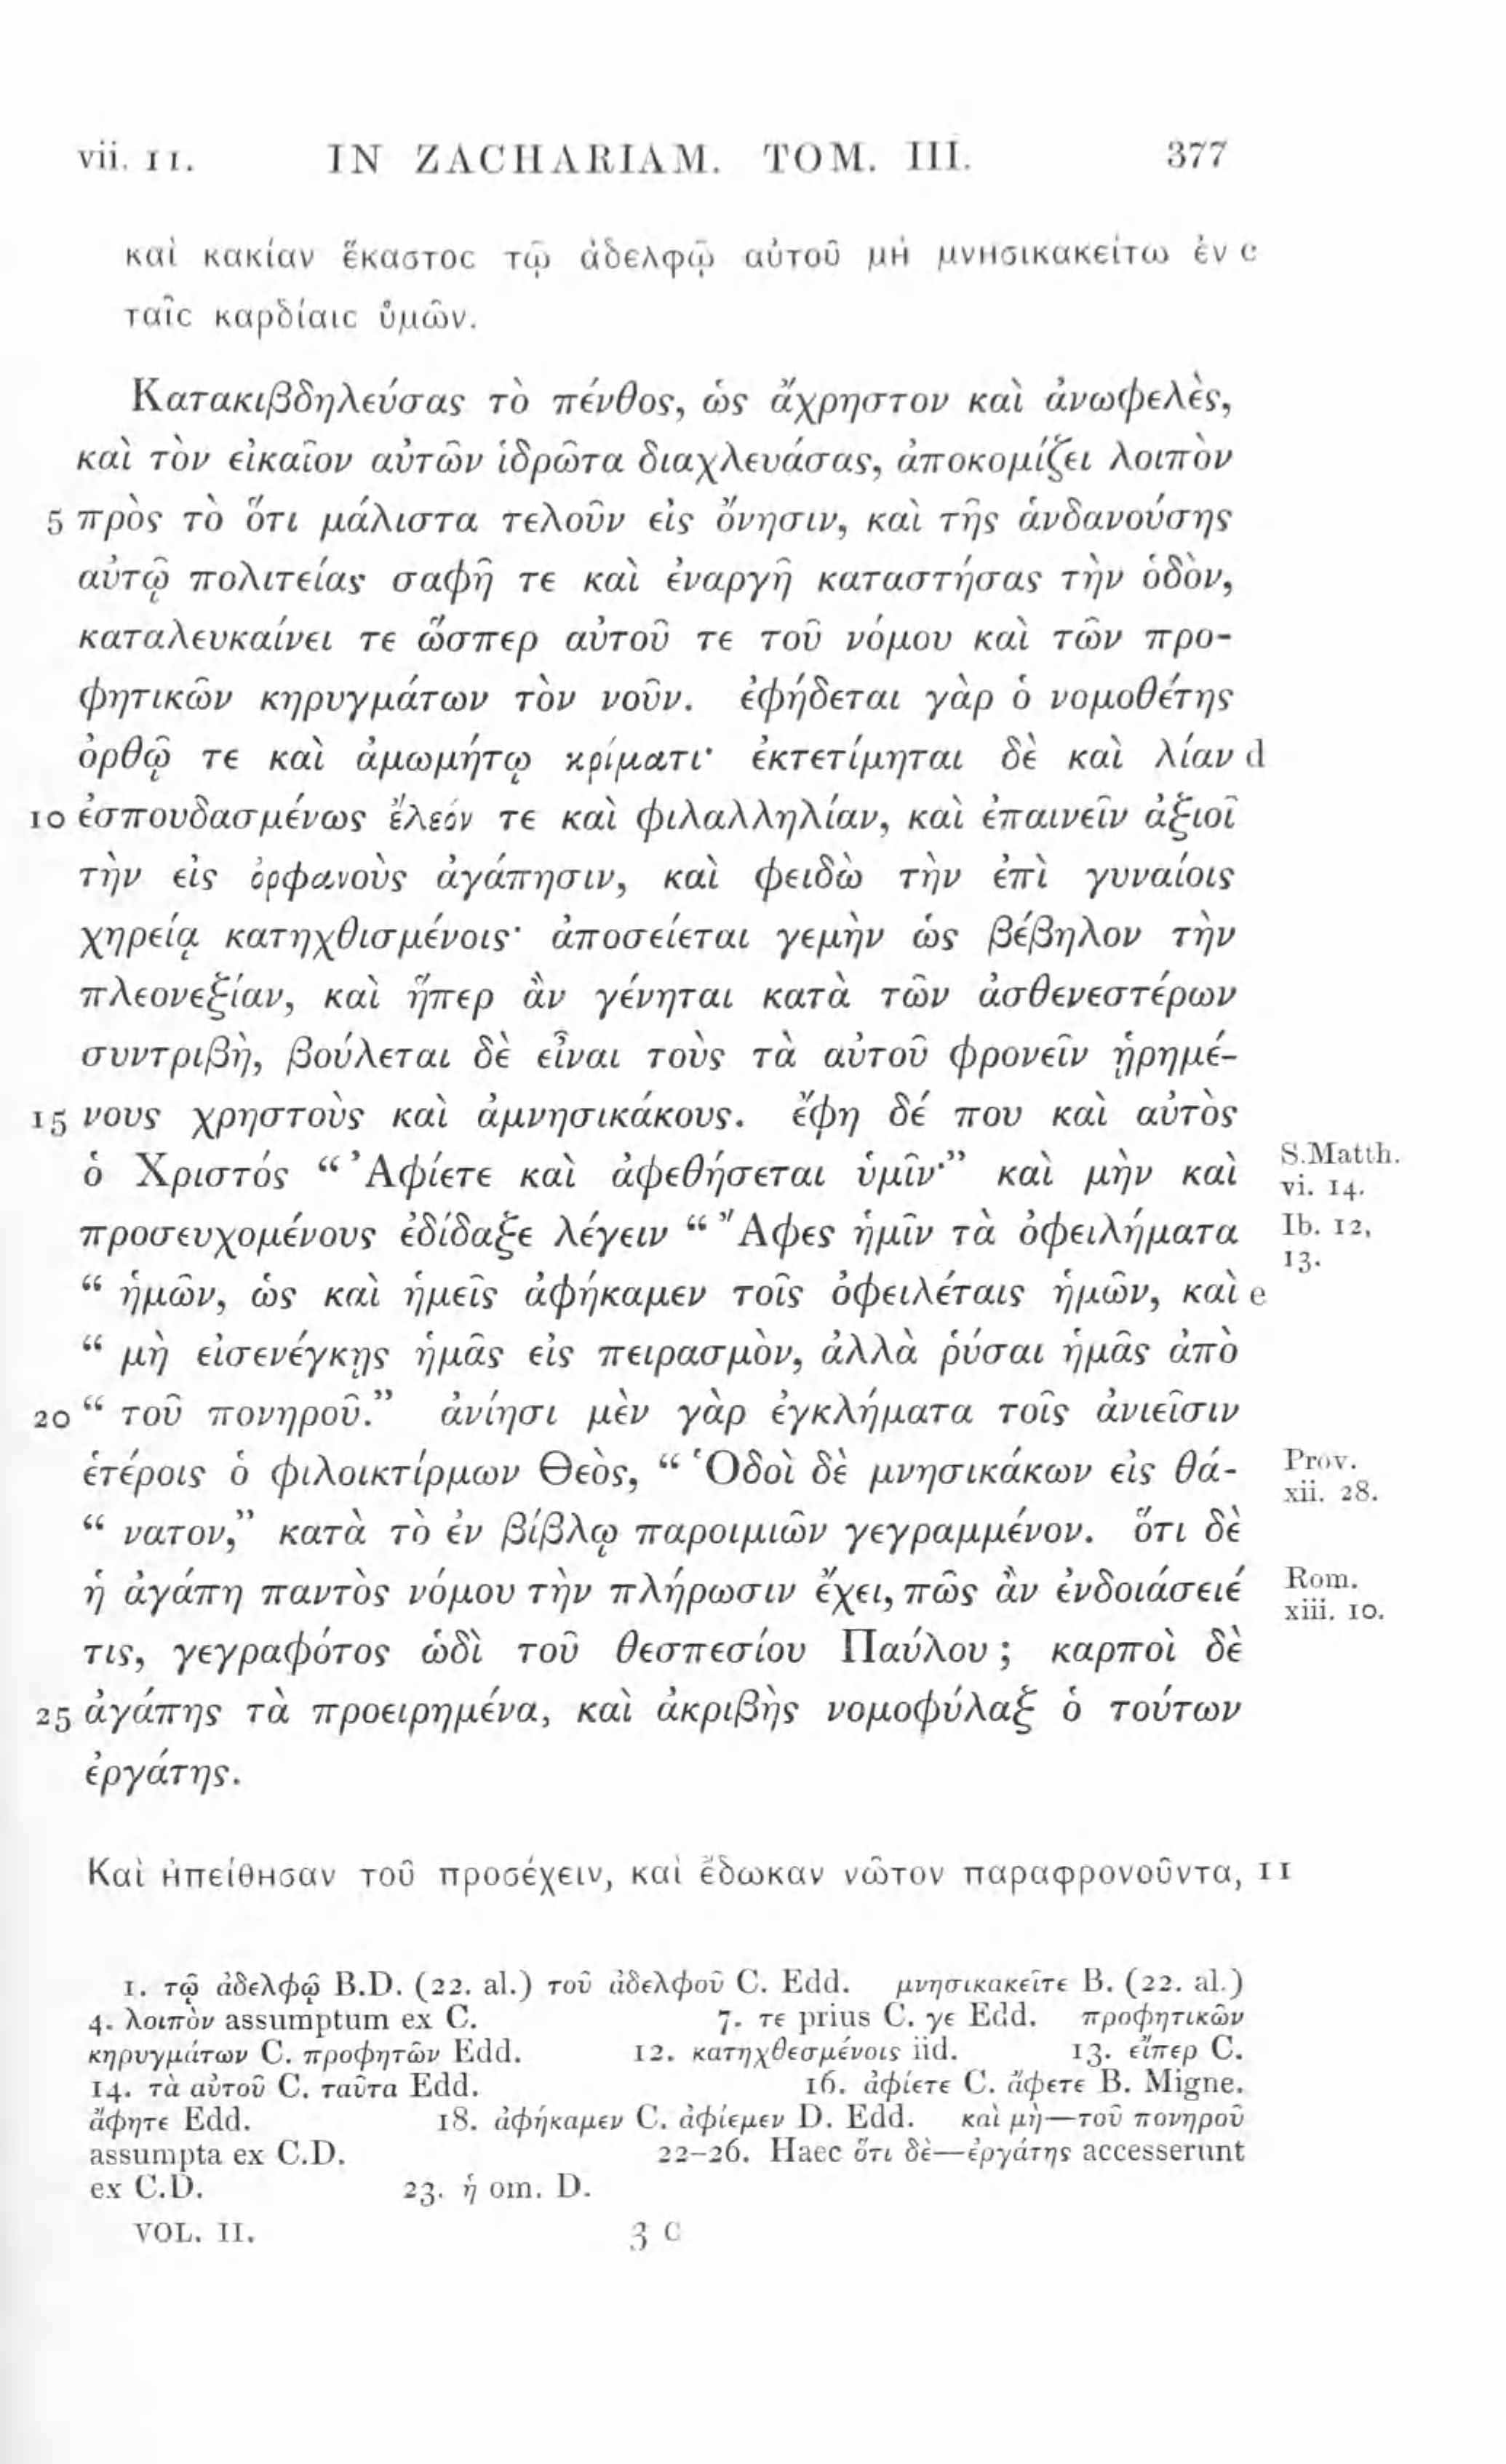 vii. 11. IN ZACHARIAM. TOM. III. 377
καὶ κακίαν ἕκαστος τῷ ἀδελφῷ αὐτοῦ μὴ μνησικακείτω ἐν c
ταῖς καρδίαις ὑμῶν.
Κατακιβδηλεύσας τὸ πένθος, ὡς ἄχρηστον καὶ ἀνωφελὲς,
καὶ τὸν εἰκαῖον αὐτῶν ἱδρῶτα διαχλευάσας, ἀποκομίζει λοιπὸν
5 πρὸς τὸ ὅτι μάλιστα τελοῦν εἰς ὄνησιν, καὶ τῆς ἁνδανούσης
αὐτῷ πολιτείας σαφῆ τε καὶ ἐναργῆ καταστήσας τὴν ὁδὸν,
καταλευκαίνει τε ὥσπερ αὐτοῦ τε τοῦ νόμου καὶ τῶν προ-
φητικῶν κηρυγμάτων τὸν νοῦν. ἐφήδεται γὰρ ὁ νομοθέτης
ὀρθῷ τε καὶ ἀμωμήτῳ κρίματι· ἐκτετίμηται δὲ καὶ λίαν d
10 ἐσπουδασμένως ἔλεόν τε καὶ φιλαλληλίαν, καὶ ἐπαινεῖν ἀξιοῖ
τὴν εἰς ὀρφανοὺς ἀγάπησιν, καὶ φειδὼ τὴν ἐπὶ γυναίοις
χηρείᾳ κατηχθισμένοις· ἀποσείεται γεμὴν ὡς βέβηλον τὴν
πλεονεξίαν, καὶ ἥπερ ἂν γένηται κατὰ τῶν ἀσθενεστέρων
συντριβὴ, βούλεται δὲ εἶναι τοὺς τὰ αὐτοῦ φρονεῖν ᾑρημέ-
15 νους χρηστοὺς καὶ ἀμνησικάκους. ἔφη δέ που καὶ αὐτὸς
ὁ Χριστός “ Ἀφίετε καὶ ἀφεθήσεται ὑμῖν·” καὶ μὴν καὶ S.Matth. vi. 14.
προσευχομένους ἐδίδαξε λέγειν “ Ἄφες ἡμῖν τὰ ὀφειλήματα Ib. 12, 13.
“ ἡμῶν, ὡς καὶ ἡμεῖς ἀφήκαμεν τοῖς ὀφειλέταις ἡμῶν, καὶ e
“ μὴ εἰσενέγκῃς ἡμᾶς εἰς πειρασμὸν, ἀλλὰ ῥύσαι ἡμᾶς ἀπὸ
20 “ τοῦ πονηροῦ.” ἀνίησι μὲν γὰρ ἐγκλήματα τοῖς ἀνιεῖσιν
ἑτέροις ὁ φιλοικτίρμων Θεὸς, “ Ὁδοὶ δὲ μνησικάκων εἰς θά- Prov. xii. 28.
“ νατον,” κατὰ τὸ ἐν βίβλῳ παροιμιῶν γεγραμμένον. ὅτι δὲ
ἡ ἀγάπη παντὸς νόμου τὴν πλήρωσιν ἔχει, πῶς ἂν ἐνδοιάσειέ Rom. xiii. 10.
τις, γεγραφότος ὡδὶ τοῦ θεσπεσίου Παύλου ; καρποὶ δὲ
25 ἀγάπης τὰ προειρημένα, καὶ ἀκριβὴς νομοφύλαξ ὁ τούτων
ἐργάτης.
Καὶ ἠπείθησαν τοῦ προσέχειν, καὶ ἔδωκαν νῶτον παραφρονοῦντα, 11
1. τῷ ἀδελφῷ B.D. (22. al.) τοῦ ἀδελφοῦ C. Edd. μνησικακεῖτε B. (22. al.)
4. λοιπὸν assumptum ex C. 7. τε prius C. γε Edd. προφητικῶν
κηρυγμάτων C. προφητῶν Edd. 12. κατηχθεσμένοις iid. 13. εἴπερ C.
14. τὰ αὐτοῦ C. ταῦτα Edd. 16. ἀφίετε C. ἄφετε B. Migne.
ἄφητε Edd. 18. ἀφήκαμεν C. ἀφίεμεν D. Edd. καὶ μὴ—τοῦ πονηροῦ
assumpta ex C.D. 22–26. Haec ὅτι δὲ—ἐργάτης accesserunt
ex C.D. 23. ἡ om. D.
VOL. II. 3 C